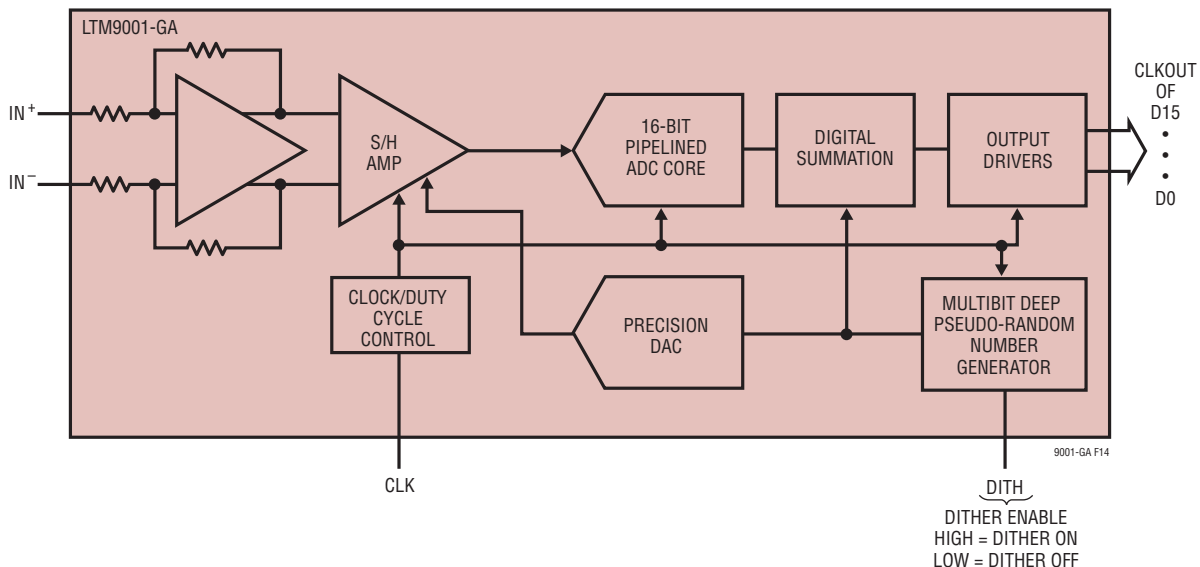 LTM9001-GA
IN+
IN−
S/H
AMP
16-BIT
PIPELINED
ADC CORE
DIGITAL
SUMMATION
OUTPUT
DRIVERS
CLKOUT
OF
D15
•
•
•
D0
CLOCK/DUTY
CYCLE
CONTROL
PRECISION
DAC
MULTIBIT DEEP
PSEUDO-RANDOM
NUMBER
GENERATOR
9001-GA F14
CLK
DITH
DITHER ENABLE
HIGH = DITHER ON
LOW = DITHER OFF